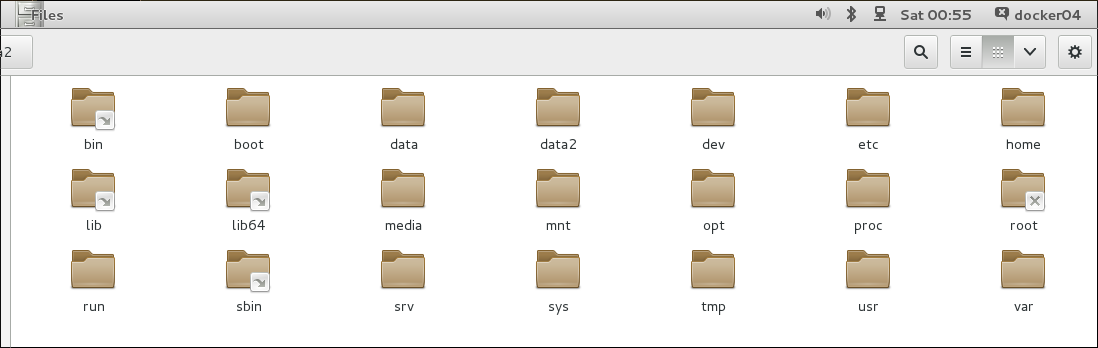 Files Sat 00:55 docker04
a2
bin boot data data2 dev etc home
lib lib64 media mnt opt proc root
run sbin srv sys tmp usr var